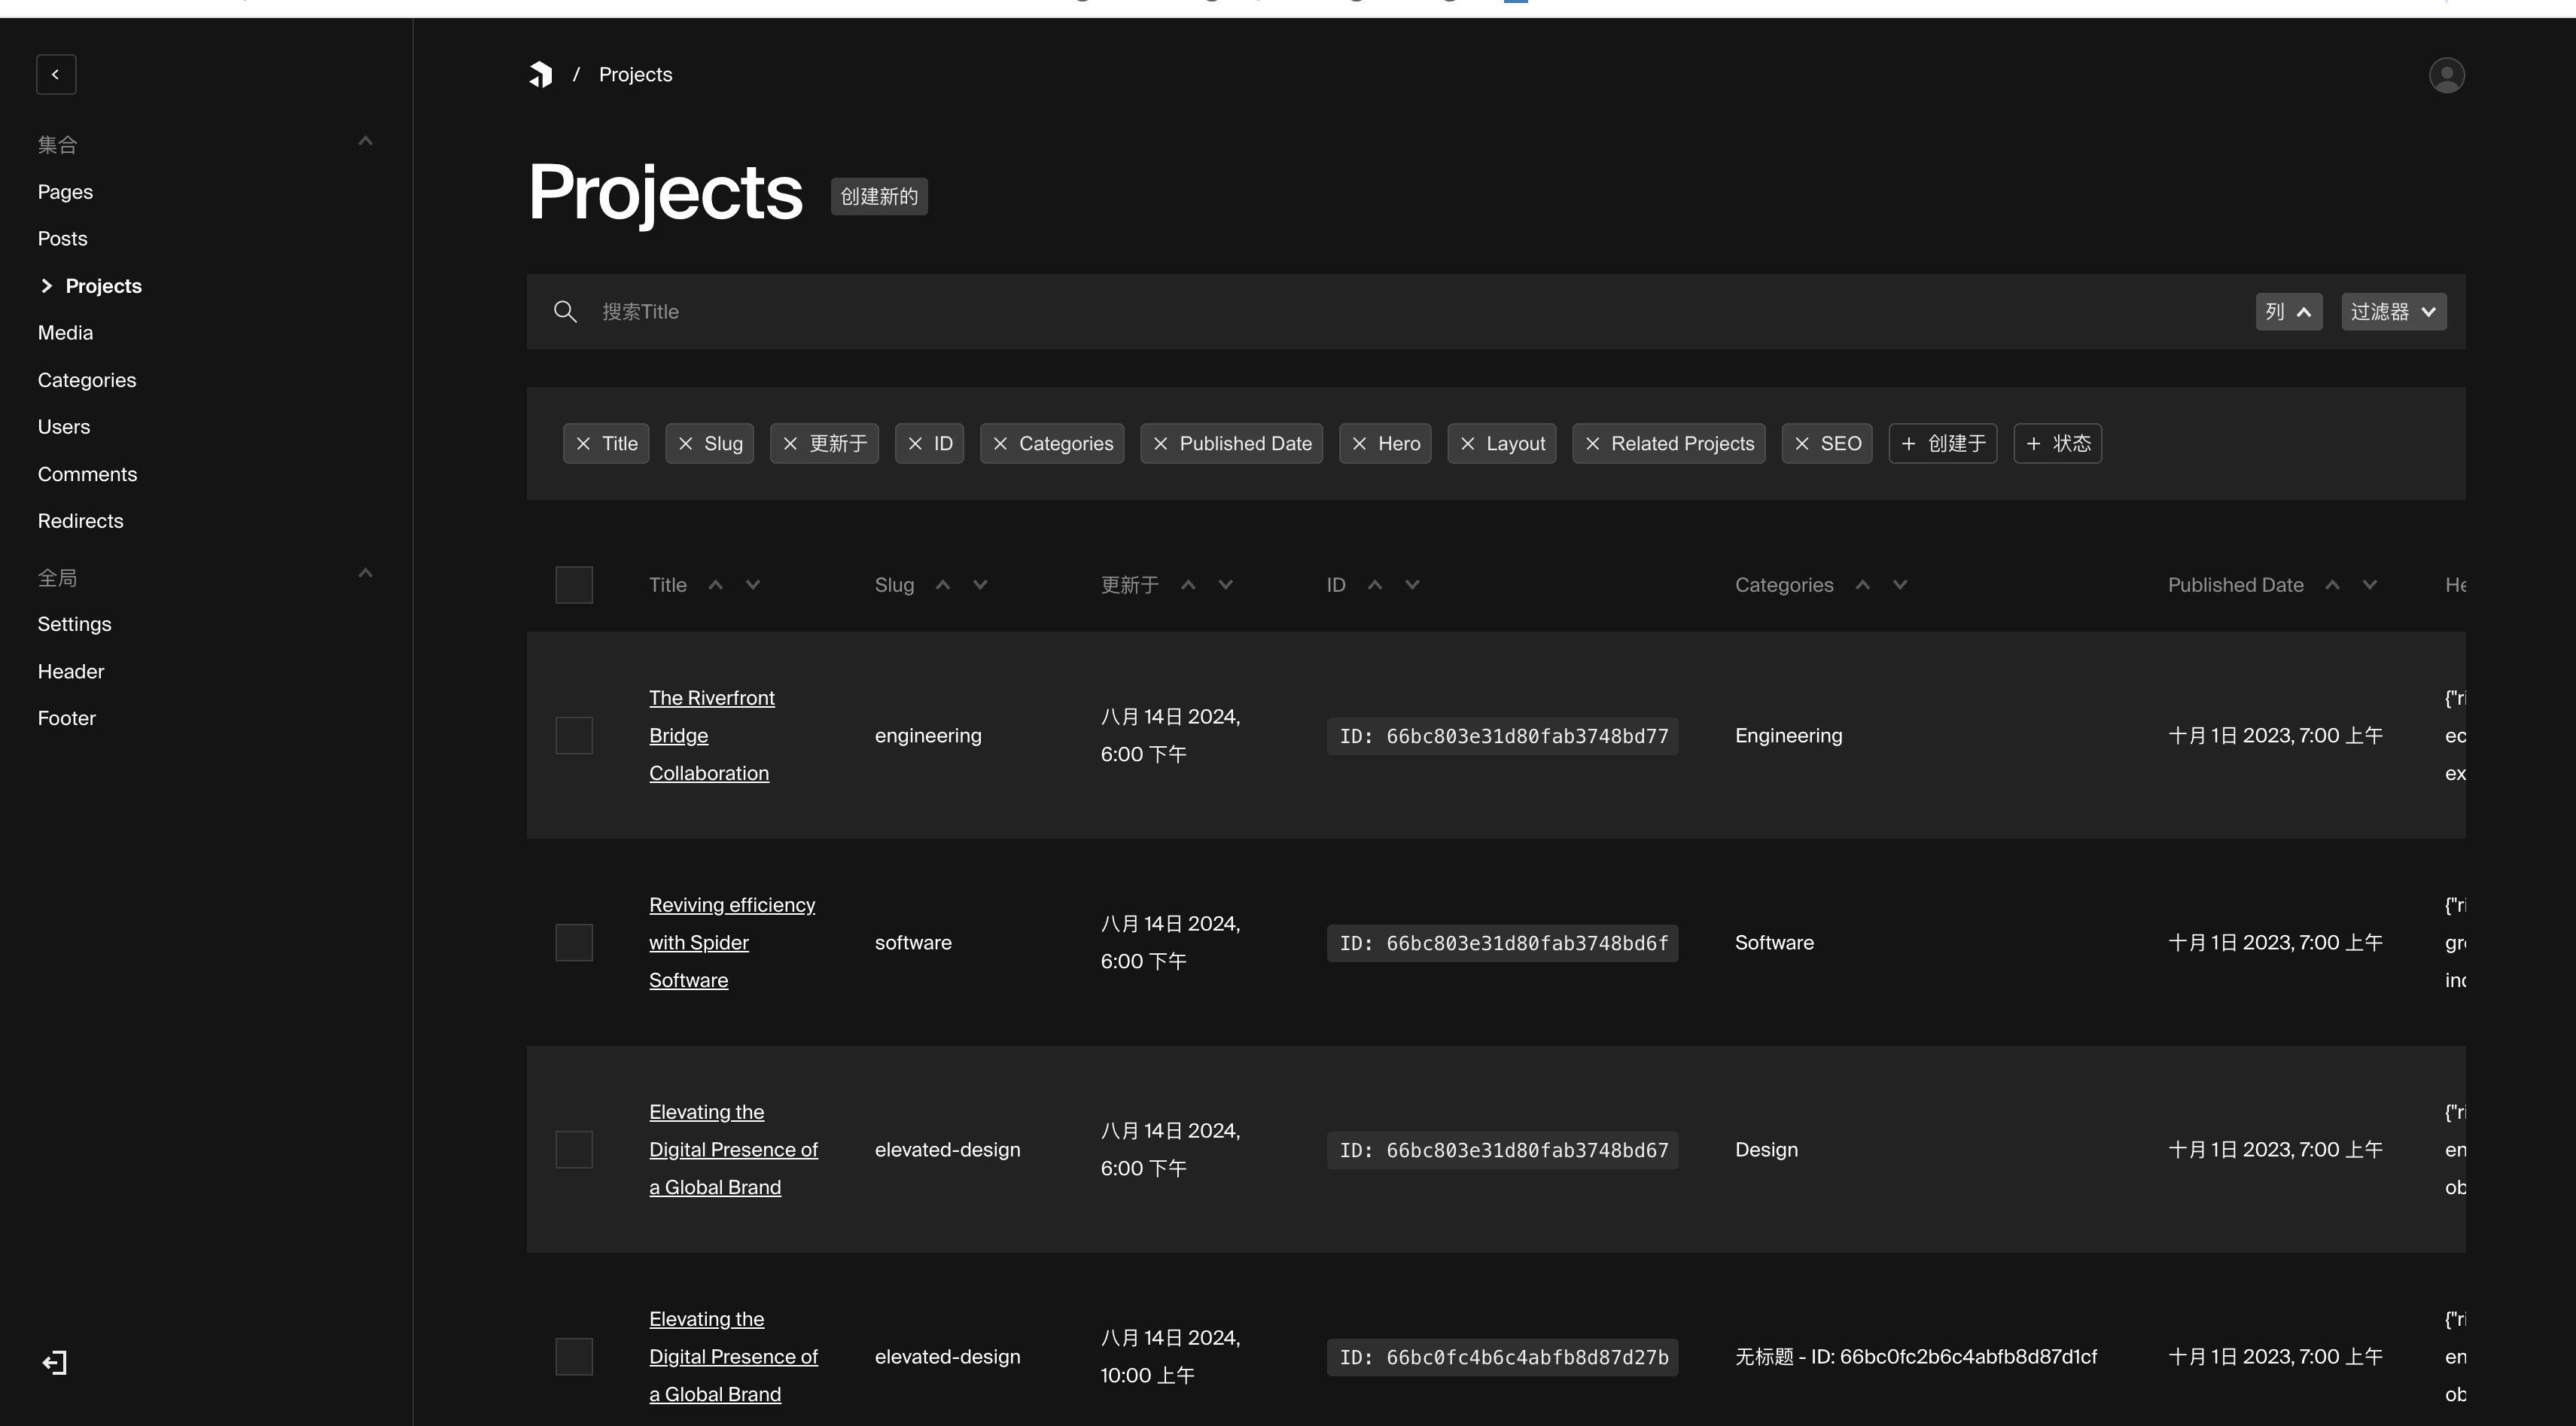 / Projects
集合
Pages
Posts
Projects
Media
Categories
Users
Comments
Redirects
全局
Settings
Header
Footer
Projects 创建新的
搜索Title 列 过滤器
Title Slug 更新于 ID Categories Published Date Hero Layout Related Projects SEO 创建于 状态
Title Slug 更新于 ID Categories Published Date He
The Riverfront
Bridge
Collaboration
engineering
八月 14日 2024,
6:00 下午
ID: 66bc803e31d80fab3748bd77
Engineering
十月 1日 2023, 7:00 上午
{"ri
ec
ex
Reviving efficiency
with Spider
Software
software
八月 14日 2024,
6:00 下午
ID: 66bc803e31d80fab3748bd6f
Software
十月 1日 2023, 7:00 上午
{"ri
gr
inc
Elevating the
Digital Presence of
a Global Brand
elevated-design
八月 14日 2024,
6:00 下午
ID: 66bc803e31d80fab3748bd67
Design
十月 1日 2023, 7:00 上午
{"ri
en
ob
Elevating the
Digital Presence of
a Global Brand
elevated-design
八月 14日 2024,
10:00 上午
ID: 66bc0fc4b6c4abfb8d87d27b
无标题 - ID: 66bc0fc2b6c4abfb8d87d1cf
十月 1日 2023, 7:00 上午
{"ri
en
ob